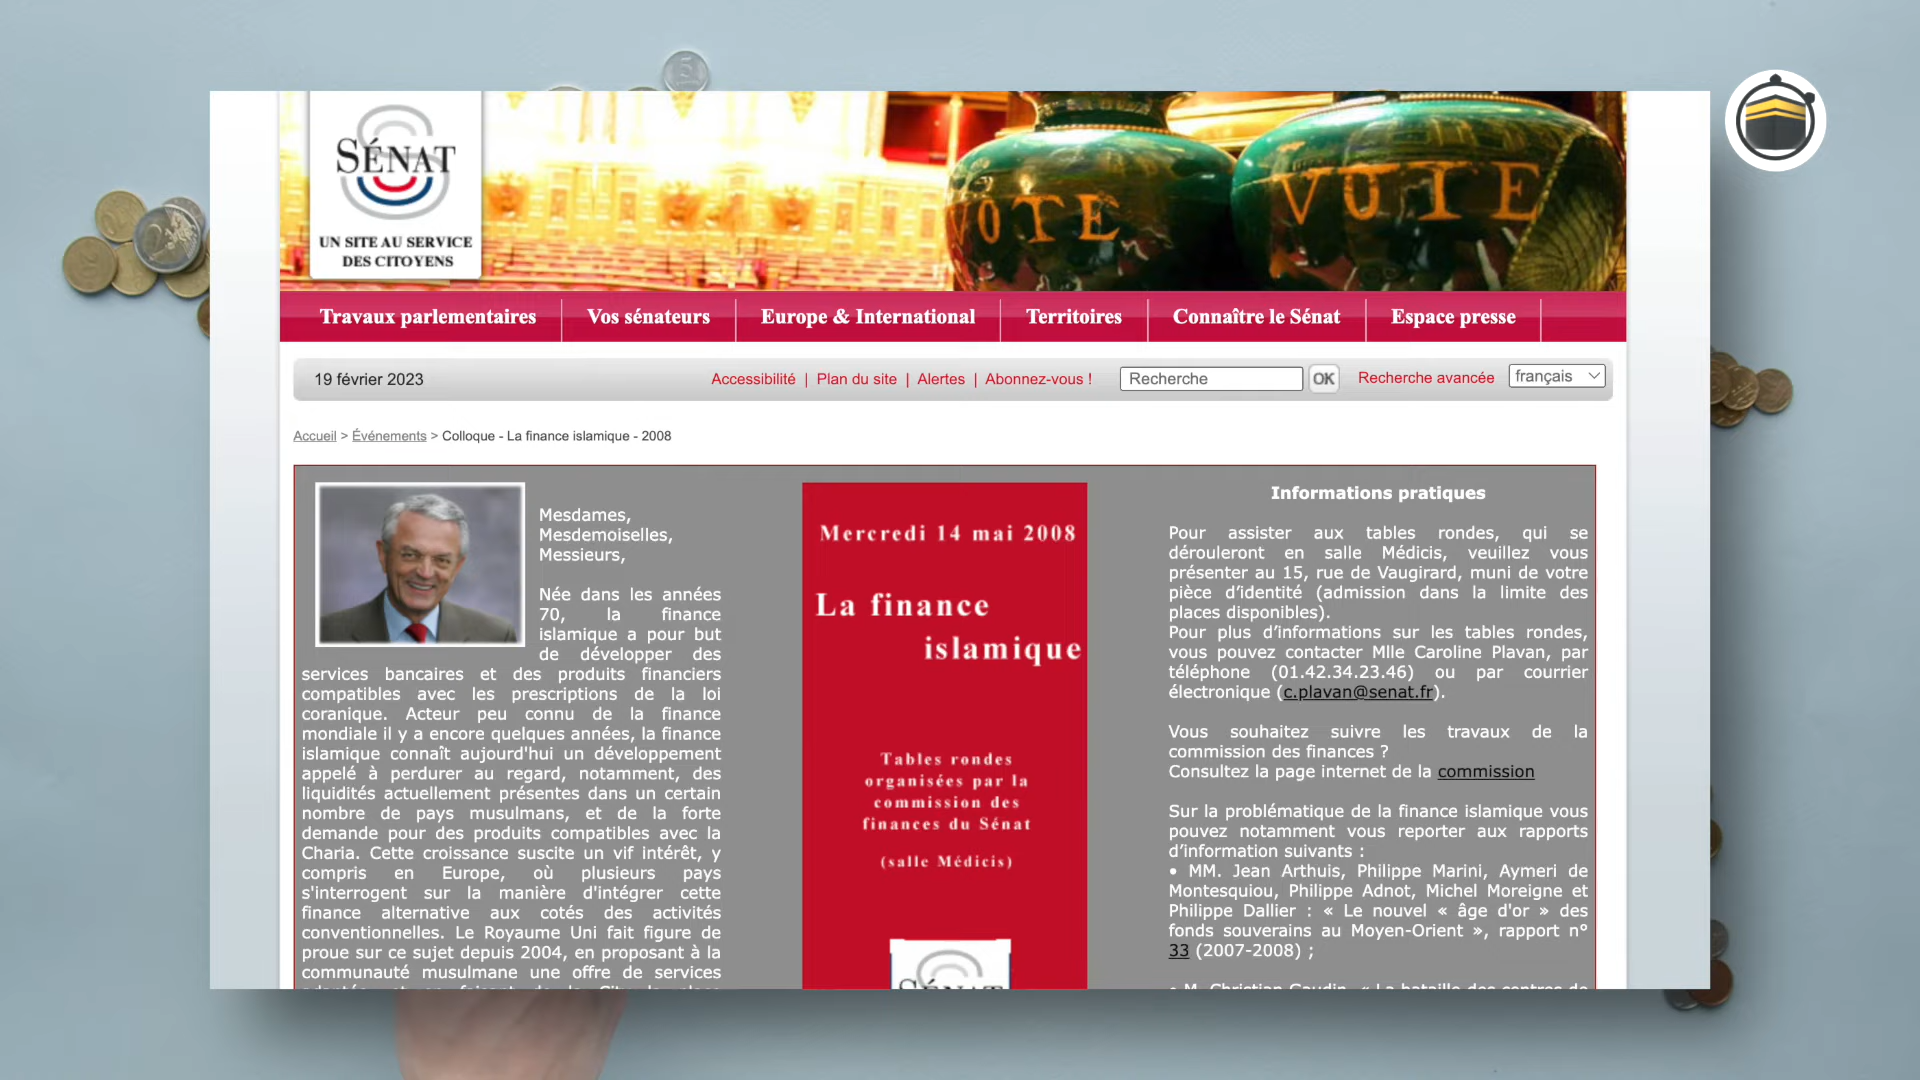 SÉNAT
UN SITE AU SERVICE
DES CITOYENS
VOTE
VOTE
Travaux parlementaires
Vos sénateurs
Europe & International
Territoires
Connaître le Sénat
Espace presse
19 février 2023
Accessibilité | Plan du site | Alertes | Abonnez-vous !
Recherche
OK
Recherche avancée
français
Accueil > Événements > Colloque - La finance islamique - 2008
Mesdames,
Mesdemoiselles,
Messieurs,
Née dans les années
70, la finance
islamique a pour but
de développer des
services bancaires et des produits financiers
compatibles avec les prescriptions de la loi
coranique. Acteur peu connu de la finance
mondiale il y a encore quelques années, la finance
islamique connaît aujourd'hui un développement
appelé à perdurer au regard, notamment, des
liquidités actuellement présentes dans un certain
nombre de pays musulmans, et de la forte
demande pour des produits compatibles avec la
Charia. Cette croissance suscite un vif intérêt, y
compris en Europe, où plusieurs pays
s'interrogent sur la manière d'intégrer cette
finance alternative aux cotés des activités
conventionnelles. Le Royaume Uni fait figure de
proue sur ce sujet depuis 2004, en proposant à la
communauté musulmane une offre de services
Mercredi 14 mai 2008
La finance
islamique
Tables rondes
organisées par la
commission des
finances du Sénat
(salle Médicis)
SÉNAT
Informations pratiques
Pour assister aux tables rondes, qui se
dérouleront en salle Médicis, veuillez vous
présenter au 15, rue de Vaugirard, muni de votre
pièce d’identité (admission dans la limite des
places disponibles).
Pour plus d’informations sur les tables rondes,
vous pouvez contacter Mlle Caroline Plavan, par
téléphone (01.42.34.23.46) ou par courrier
électronique (c.plavan@senat.fr).
Vous souhaitez suivre les travaux de la
commission des finances ?
Consultez la page internet de la commission
Sur la problématique de la finance islamique vous
pouvez notamment vous reporter aux rapports
d’information suivants :
• MM. Jean Arthuis, Philippe Marini, Aymeri de
Montesquiou, Philippe Adnot, Michel Moreigne et
Philippe Dallier : « Le nouvel « âge d'or » des
fonds souverains au Moyen-Orient », rapport n°
33 (2007-2008) ;
• M. Christian Gaudin, « La bataille des centres de